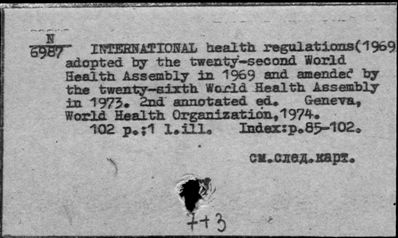 N
6987
INTERNATIONAL health regulations(1969
adopted by the twenty-second World
Health Assembly in 1969 and amended by
the twenty-sixth World Health Assembly
in 1973. 2nd annotated ed. Geneva,
World Health Organization,1974.
102 p.;1 l.ill. Index:p.85-102.
см.след.карт.
7+3